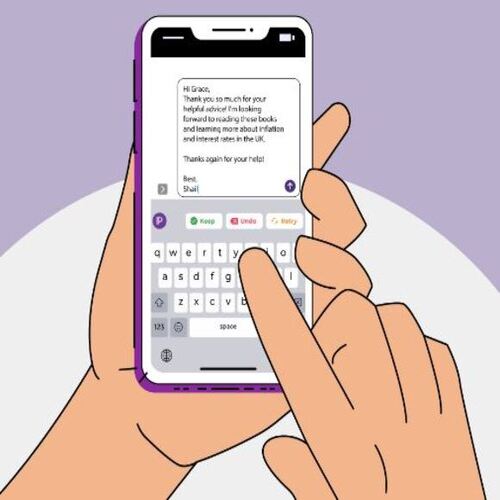 Hi Grace,
Thank you so much for your
helpful advice! I'm looking
forward to reading these books
and learning more about inflation
and interest rates in the UK.
Thanks again for your help!
Best,
Shail
P Keep Undo Retry
q w e r t y o
a s d f g l
z x c v b
123 space